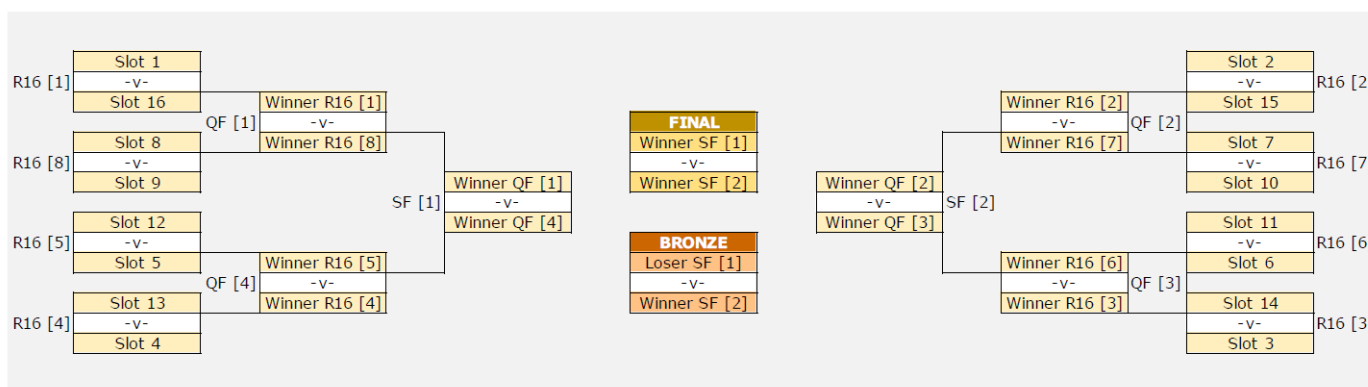 Slot 1
R16 [1] -v-
Slot 16
Winner R16 [1]
QF [1] -v-
Winner R16 [8]
Slot 8
R16 [8] -v-
Slot 9
Winner QF [1]
SF [1] -v-
Winner QF [4]
Slot 12
R16 [5] -v-
Slot 5
Winner R16 [5]
QF [4] -v-
Winner R16 [4]
Slot 13
R16 [4] -v-
Slot 4
FINAL
Winner SF [1]
-v-
Winner SF [2]
BRONZE
Loser SF [1]
-v-
Winner SF [2]
Slot 2
-v- R16 [2
Slot 15
Winner R16 [2]
-v- QF [2]
Winner R16 [7]
Slot 7
-v- R16 [7
Slot 10
Winner QF [2]
-v- SF [2]
Winner QF [3]
Slot 11
-v- R16 [6
Slot 6
Winner R16 [6]
-v- QF [3]
Winner R16 [3]
Slot 14
-v- R16 [3
Slot 3